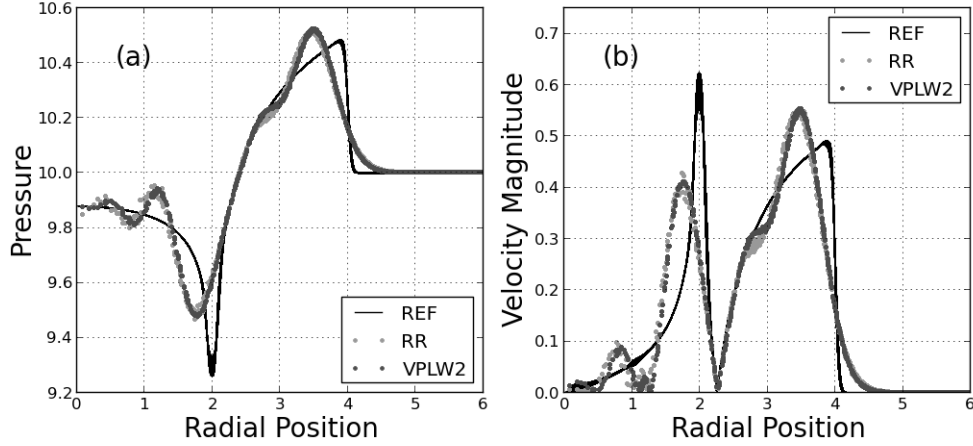 (a)
Pressure
10.6
10.4
10.2
10.0
9.8
9.6
9.4
9.2
0 1 2 3 4 5 6
Radial Position
REF
RR
VPLW2
(b)
Velocity Magnitude
0.7
0.6
0.5
0.4
0.3
0.2
0.1
0.0
0 1 2 3 4 5 6
Radial Position
REF
RR
VPLW2